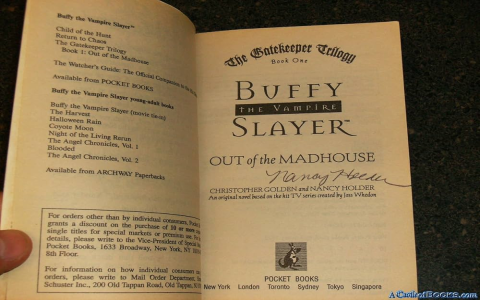 Buffy the Vampire Slayer™
Child of the Hunt
Return to Chaos
The Gatekeeper Trilogy
Book 1: Out of the Madhouse
The Watcher's Guide: The Official Companion to the
Available from POCKET BOOKS
Buffy the Vampire Slayer young-adult books
Buffy the Vampire Slayer (movie tie-in)
The Harvest
Halloween Rain
Coyote Moon
Night of the Living Rerun
The Angel Chronicles, Vol. 1
Blooded
The Angel Chronicles, Vol. 2
Available from ARCHWAY Paperbacks
For orders other than by individual consumers, Pocket
grants a discount on the purchase of 10 or more
single titles for special markets or premium use. For
details, please write to the Vice-President of Special
Pocket Books, 1633 Broadway, New York, NY
8th Floor.
For information on how individual consumers
orders, please write to Mail Order Department,
Schuster Inc., 200 Old Tappan Road, Old Tappan,
The Gatekeeper Trilogy
Book One
BUFFY
THE VAMPIRE
SLAYER™
OUT of the MADHOUSE
Nancy Holder
CHRISTOPHER GOLDEN and NANCY HOLDER
An original novel based on the hit TV series created by Joss Whedon
POCKET BOOKS
New York London Toronto Sydney Tokyo Singapore
A CaseofBOOKS.com